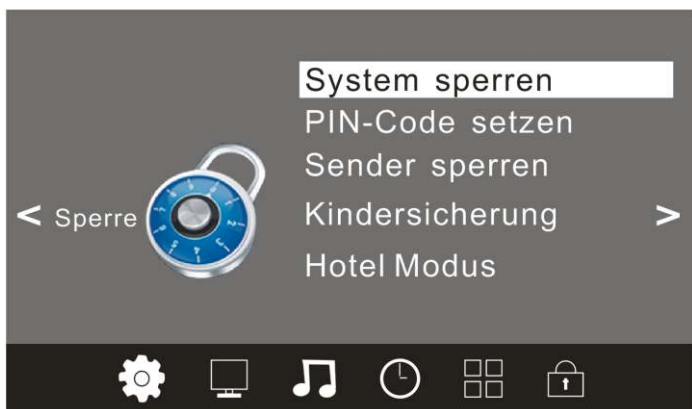 System sperren
PIN-Code setzen
Sender sperren
< Sperre
Kindersicherung >
Hotel Modus